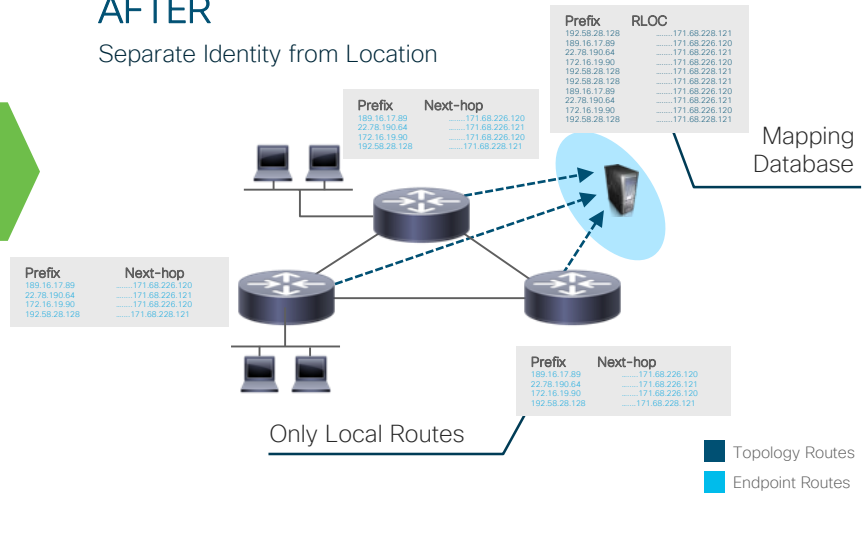 AFTER
Separate Identity from Location
Prefix RLOC
192.58.28.128 ........171.68.228.121
189.16.17.89 ........171.68.226.120
22.78.190.64 ........171.68.226.121
172.16.19.90 ........171.68.226.120
192.58.28.128 ........171.68.228.121
192.58.28.128 ........171.68.228.121
189.16.17.89 ........171.68.226.120
22.78.190.64 ........171.68.226.121
172.16.19.90 ........171.68.226.120
192.58.28.128 ........171.68.228.121
Mapping
Database
Prefix Next-hop
189.16.17.89 ........171.68.226.120
22.78.190.64 ........171.68.226.121
172.16.19.90 ........171.68.226.120
192.58.28.128 .......171.68.228.121
Prefix Next-hop
189.16.17.89 ........171.68.226.120
22.78.190.64 ........171.68.226.121
172.16.19.90 ........171.68.226.120
192.58.28.128 .......171.68.228.121
Prefix Next-hop
189.16.17.89 ........171.68.226.120
22.78.190.64 ........171.68.226.121
172.16.19.90 ........171.68.226.120
192.58.28.128 .......171.68.228.121
Only Local Routes
Topology Routes
Endpoint Routes